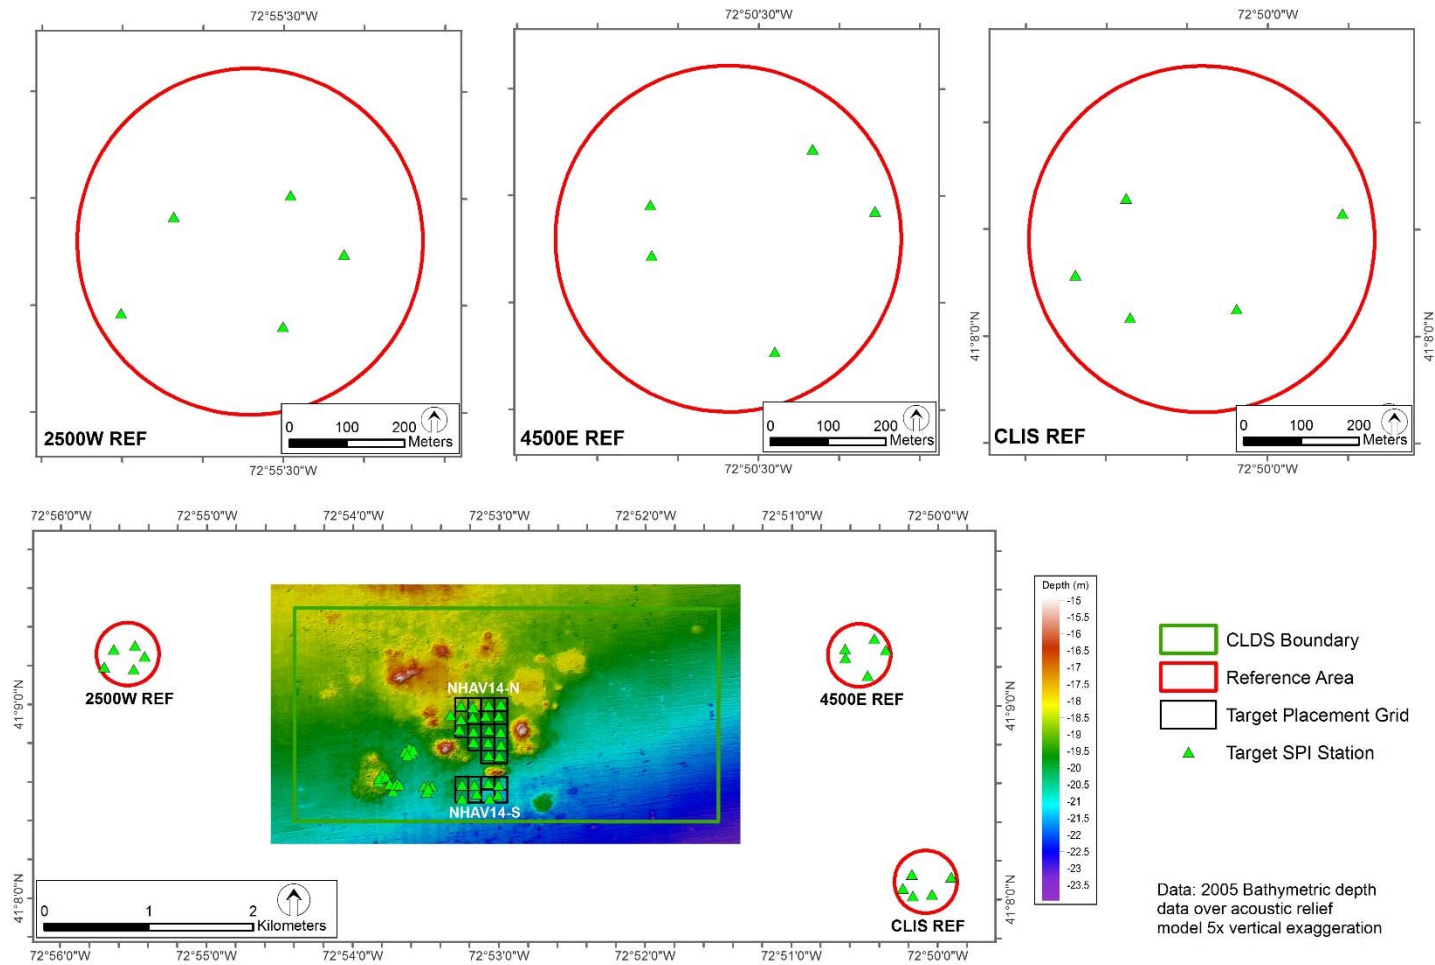 72°55'30"W
72°50'30"W
72°50'0"W
2500W REF
0 100 200
Meters
72°55'30"W
4500E REF
0 100 200
Meters
72°50'30"W
41°8'0"N
41°8'0"N
CLIS REF
0 100 200
Meters
72°50'0"W
72°56'0"W 72°55'0"W 72°54'0"W 72°53'0"W 72°52'0"W 72°51'0"W 72°50'0"W
2500W REF
4500E REF
NHAV14-N
NHAV14-S
41°9'0"N
41°9'0"N
41°8'0"N
41°8'0"N
CLIS REF
0 1 2
Kilometers
72°56'0"W 72°55'0"W 72°54'0"W 72°53'0"W 72°52'0"W 72°51'0"W 72°50'0"W
Depth (m)
-15
-15.5
-16
-16.5
-17
-17.5
-18
-18.5
-19
-19.5
-20
-20.5
-21
-21.5
-22
-22.5
-23
-23.5
CLDS Boundary
Reference Area
Target Placement Grid
Target SPI Station
Data: 2005 Bathymetric depth
data over acoustic relief
model 5x vertical exaggeration